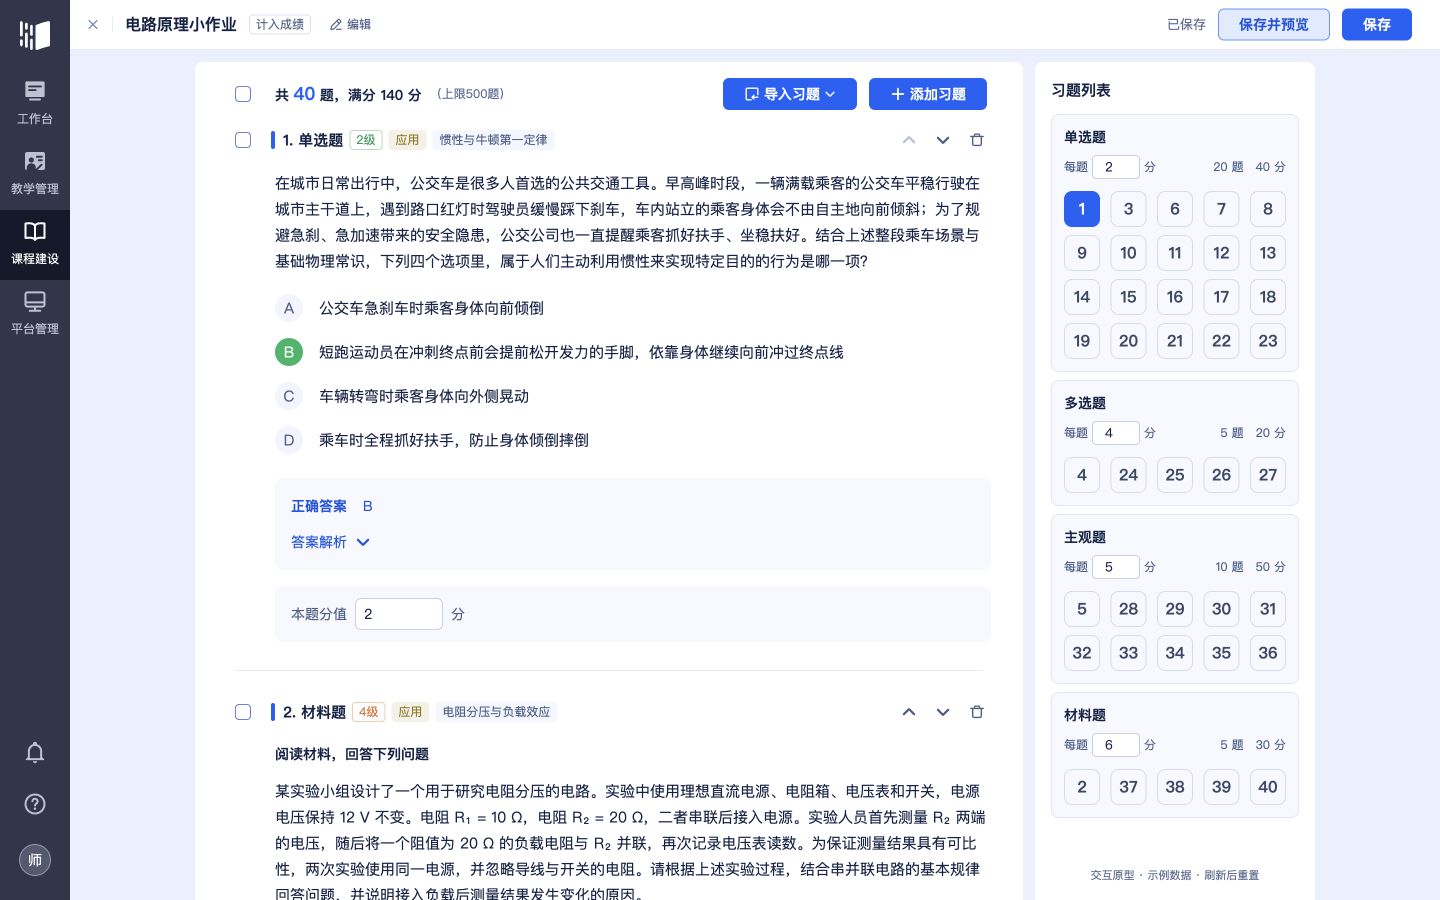 电路原理小作业 计入成绩 编辑 已保存 保存并预览 保存
工作台
教学管理
课程建设
平台管理
师
共 40 题，满分 140 分 （上限500题） 导入习题 添加习题
1. 单选题 2级 应用 惯性与牛顿第一定律
在城市日常出行中，公交车是很多人首选的公共交通工具。早高峰时段，一辆满载乘客的公交车平稳行驶在
城市主干道上，遇到路口红灯时驾驶员缓慢踩下刹车，车内站立的乘客身体会不由自主地向前倾斜；为了规
避急刹、急加速带来的安全隐患，公交公司也一直提醒乘客抓好扶手、坐稳扶好。结合上述整段乘车场景与
基础物理常识，下列四个选项里，属于人们主动利用惯性来实现特定目的的行为是哪一项？
A 公交车急刹车时乘客身体向前倾倒
B 短跑运动员在冲刺终点前会提前松开发力的手脚，依靠身体继续向前冲过终点线
C 车辆转弯时乘客身体向外侧晃动
D 乘车时全程抓好扶手，防止身体倾倒摔倒
正确答案 B
答案解析
本题分值 2 分
2. 材料题 4级 应用 电阻分压与负载效应
阅读材料，回答下列问题
某实验小组设计了一个用于研究电阻分压的电路。实验中使用理想直流电源、电阻箱、电压表和开关，电源
电压保持 12 V 不变。电阻 R₁ = 10 Ω，电阻 R₂ = 20 Ω，二者串联后接入电源。实验人员首先测量 R₂ 两端
的电压，随后将一个阻值为 20 Ω 的负载电阻与 R₂ 并联，再次记录电压表读数。为保证测量结果具有可比
性，两次实验使用同一电源，并忽略导线与开关的电阻。请根据上述实验过程，结合串并联电路的基本规律
回答问题，并说明接入负载后测量结果发生变化的原因。
习题列表
单选题
每题 2 分 20 题 40 分
1 3 6 7 8
9 10 11 12 13
14 15 16 17 18
19 20 21 22 23
多选题
每题 4 分 5 题 20 分
4 24 25 26 27
主观题
每题 5 分 10 题 50 分
5 28 29 30 31
32 33 34 35 36
材料题
每题 6 分 5 题 30 分
2 37 38 39 40
交互原型 · 示例数据 · 刷新后重置